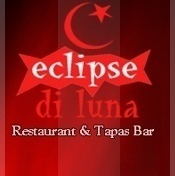 eclipse
di luna
Restaurant & Tapas Bar